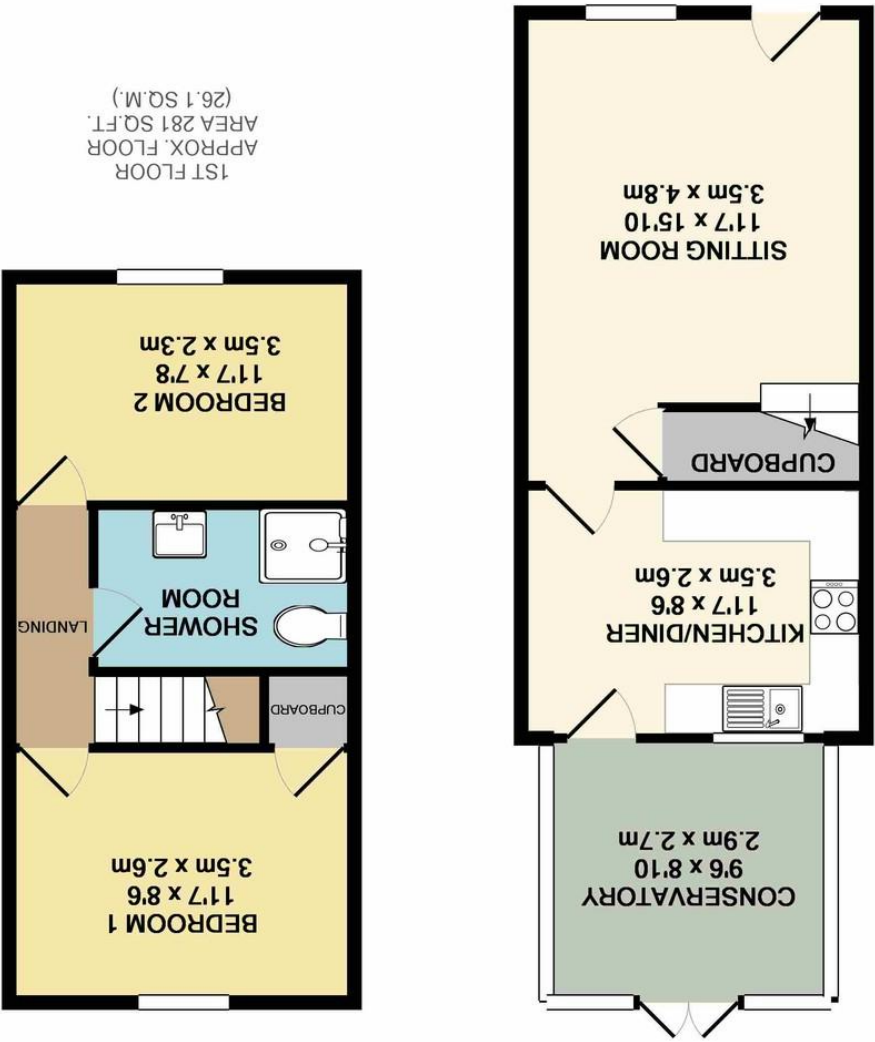 CONSERVATORY
9'6 x 8'10
2.9m x 2.7m
KITCHEN/DINER
11'7 x 8'6
3.5m x 2.6m
CUPBOARD
SITTING ROOM
11'7 x 15'10
3.5m x 4.8m
BEDROOM 1
11'7 x 8'6
3.5m x 2.6m
CUPBOARD
LANDING
SHOWER
ROOM
BEDROOM 2
11'7 x 7'8
3.5m x 2.3m
1ST FLOOR
APPROX. FLOOR
AREA 281 SQ.FT.
(26.1 SQ.M.)